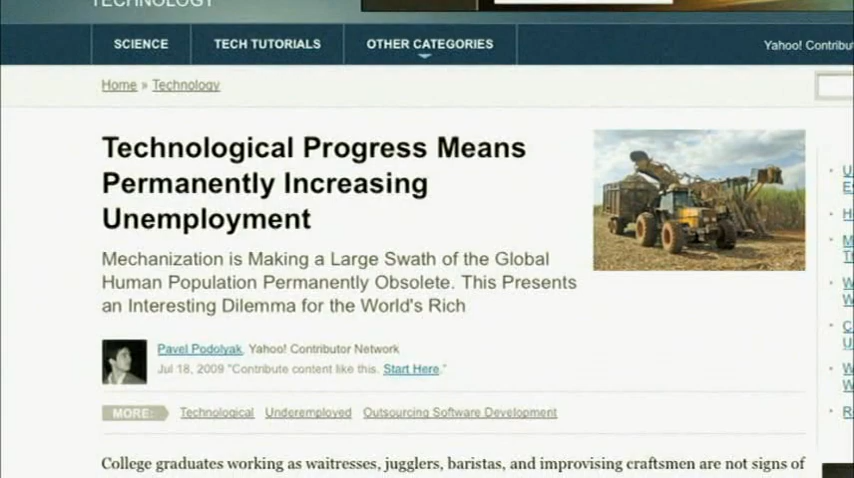 TECHNOLOGY
SCIENCE TECH TUTORIALS OTHER CATEGORIES Yahoo!
Home » Technology
Technological Progress Means
Permanently Increasing
Unemployment
Mechanization is Making a Large Swath of the Global
Human Population Permanently Obsolete. This Presents
an Interesting Dilemma for the World's Rich
Pavel Podolyak, Yahoo! Contributor Network
Jul 18, 2009 "Contribute content like this. Start Here."
MORE: Technological Underemployed Outsourcing Software Development
College graduates working as waitresses, jugglers, baristas, and improvising craftsmen are not signs of